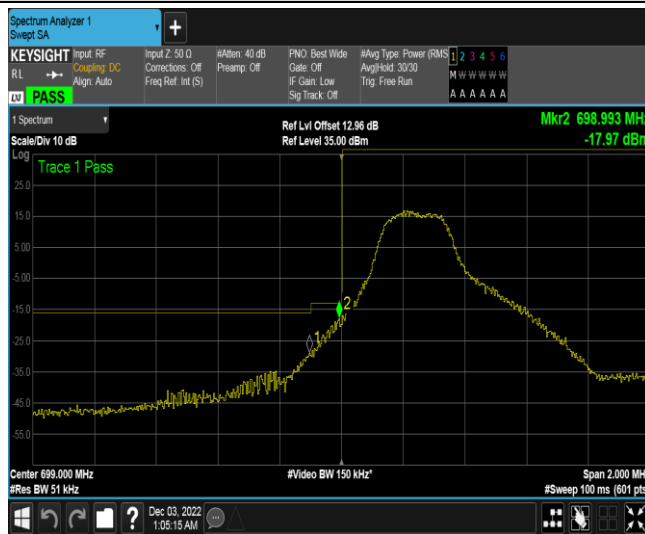 Spectrum Analyzer 1
Swept SA
+
KEYSIGHT
RL
LXI PASS
Input: RF
Coupling: DC
Align: Auto
Input Z: 50 Ω
Corrections: Off
Freq Ref: Int (S)
#Atten: 40 dB
Preamp: Off
PNO: Best Wide
Gate: Off
IF Gain: Low
Sig Track: Off
#Avg Type: Power (RMS
Avg|Hold: 30/30
Trig: Free Run
1 2 3 4 5 6
M W W W W W
A A A A A A
1 Spectrum
Scale/Div 10 dB
Ref Lvl Offset 12.96 dB
Ref Level 35.00 dBm
Mkr2 698.993 MHz
-17.97 dBm
Log
Trace 1 Pass
25.0
15.0
5.00
-5.00
-15.0
-25.0
-35.0
-45.0
-55.0
2
1
Center 699.000 MHz
#Res BW 51 kHz
#Video BW 150 kHz*
Span 2.000 MHz
#Sweep 100 ms (601 pts
?
Dec 03, 2022
1:05:15 AM